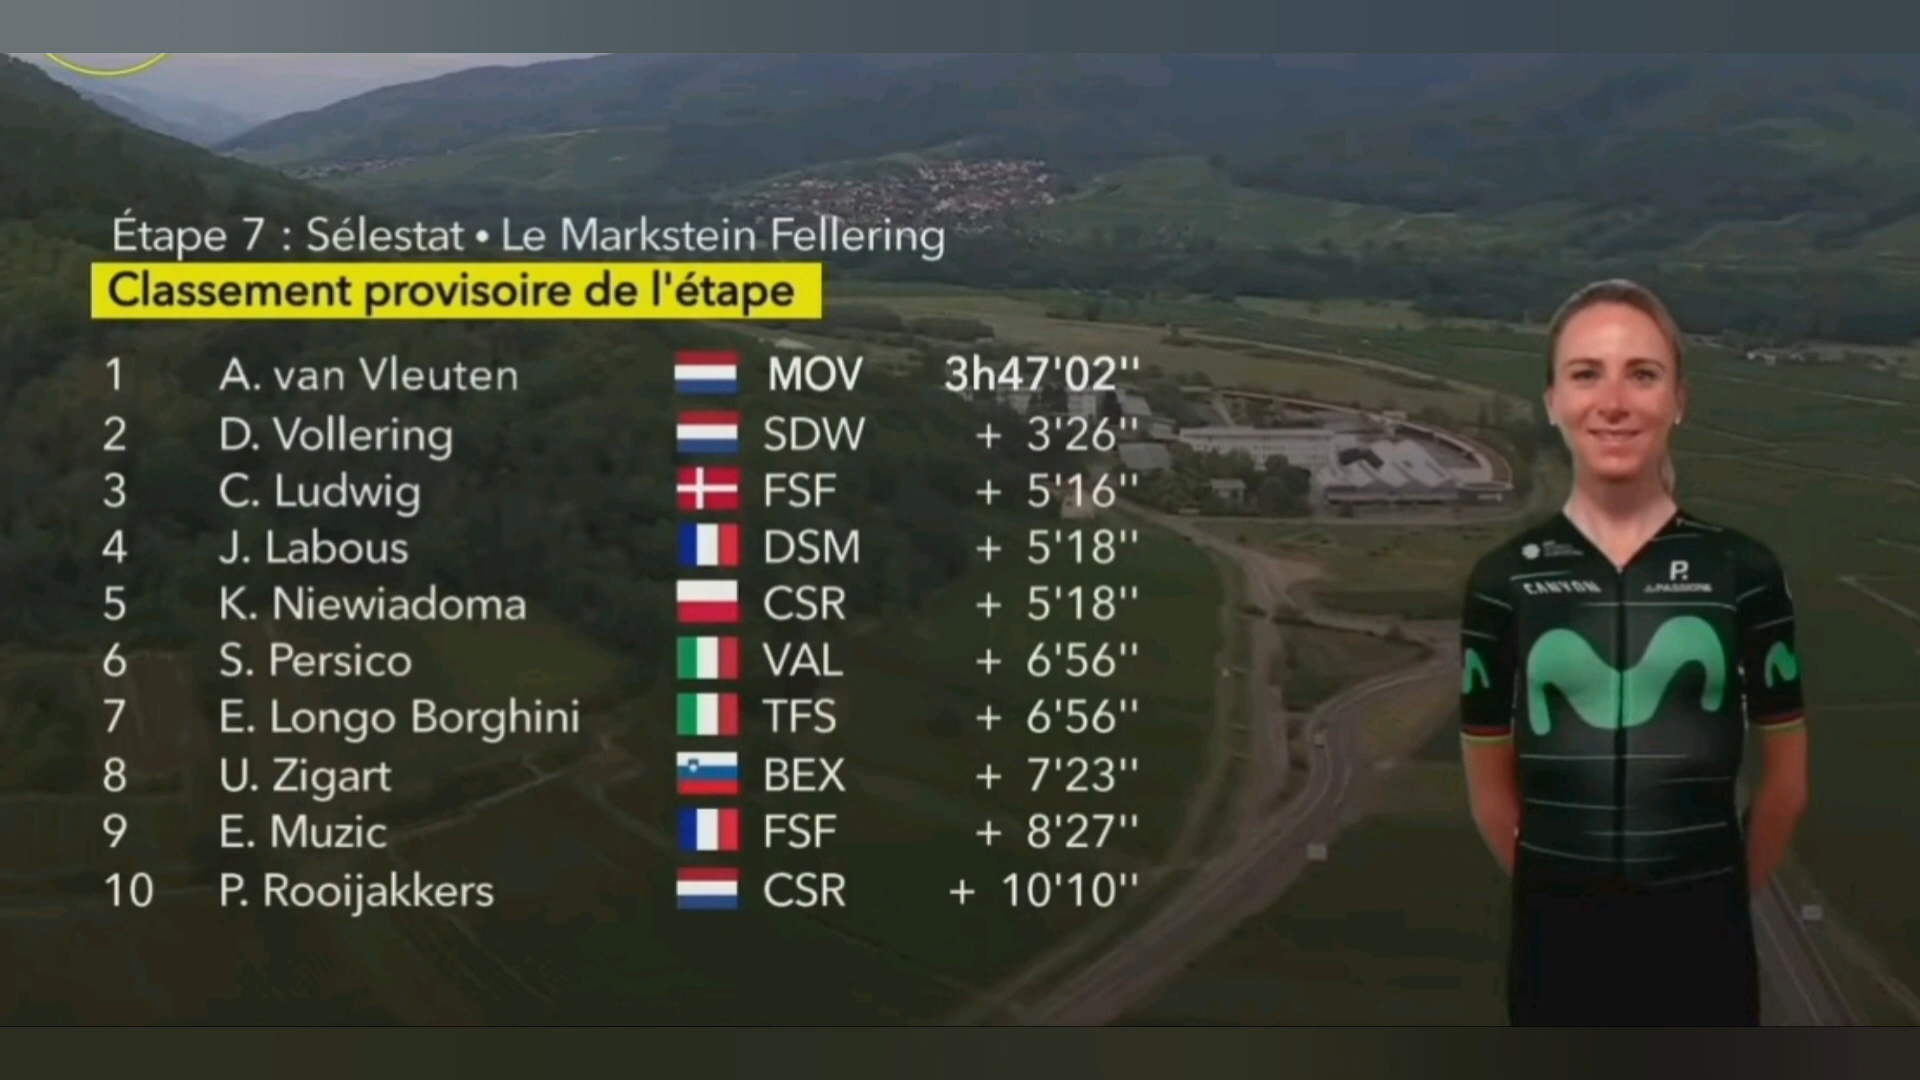 Étape 7 : Sélestat • Le Markstein Fellering
Classement provisoire de l'étape
1 A. van Vleuten MOV 3h47'02''
2 D. Vollering SDW + 3'26''
3 C. Ludwig FSF + 5'16''
4 J. Labous DSM + 5'18''
5 K. Niewiadoma CSR + 5'18''
6 S. Persico VAL + 6'56''
7 E. Longo Borghini TFS + 6'56''
8 U. Zigart BEX + 7'23''
9 E. Muzic FSF + 8'27''
10 P. Rooijakkers CSR + 10'10''
P.
CANYON